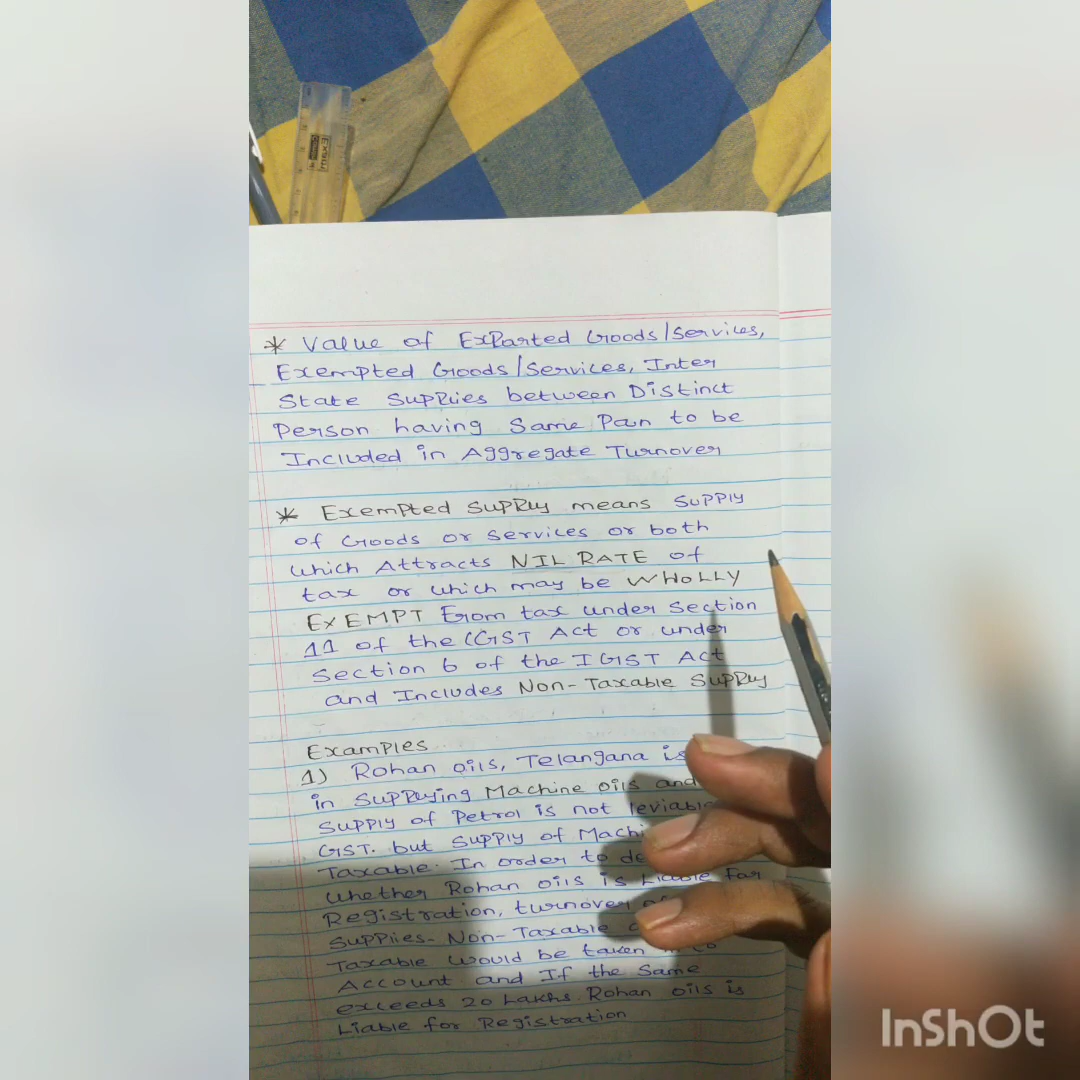 * Value of Exported Goods/Services,
Exempted Goods/Services, Inter
State Supplies between Distinct
Person having Same Pan to be
Included in Aggregate Turnover
* Exempted Supply means Supply
of Goods or Services or both
which Attracts NIL RATE of
tax or which may be WHOLLY
EXEMPT From tax under Section
11 of the CGST Act or under
Section 6 of the IGST Act
and Includes Non-Taxable Supply
Examples
1) Rohan oils, Telangana is
in Supplying Machine oils and
Supply of Petrol is not leviable
GST. but Supply of
Taxable. In order to
whether Rohan oils is Liable For
Registration, turnover
Supplies- Non-Taxable
Taxable would be taken
Account and If the Same
exceeds 20 Lakhs Rohan oils is
Liable for Registration
InShOt